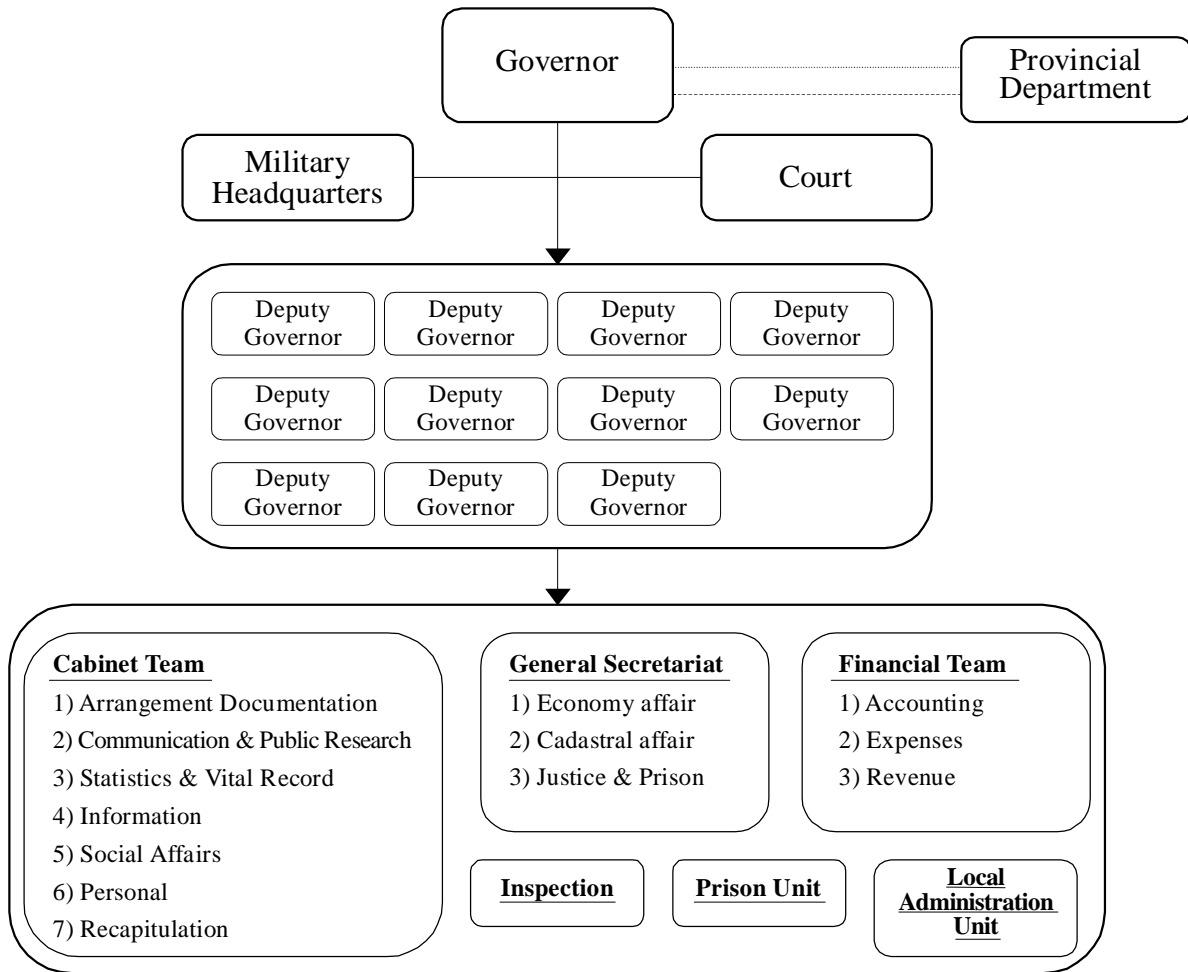 Governor
Provincial
Department
Military
Headquarters
Court
Deputy
Governor
Deputy
Governor
Deputy
Governor
Deputy
Governor
Deputy
Governor
Deputy
Governor
Deputy
Governor
Deputy
Governor
Deputy
Governor
Deputy
Governor
Deputy
Governor
Cabinet Team
1) Arrangement Documentation
2) Communication & Public Research
3) Statistics & Vital Record
4) Information
5) Social Affairs
6) Personal
7) Recapitulation
General Secretariat
1) Economy affair
2) Cadastral affair
3) Justice & Prison
Financial Team
1) Accounting
2) Expenses
3) Revenue
Inspection
Prison Unit
Local
Administration
Unit